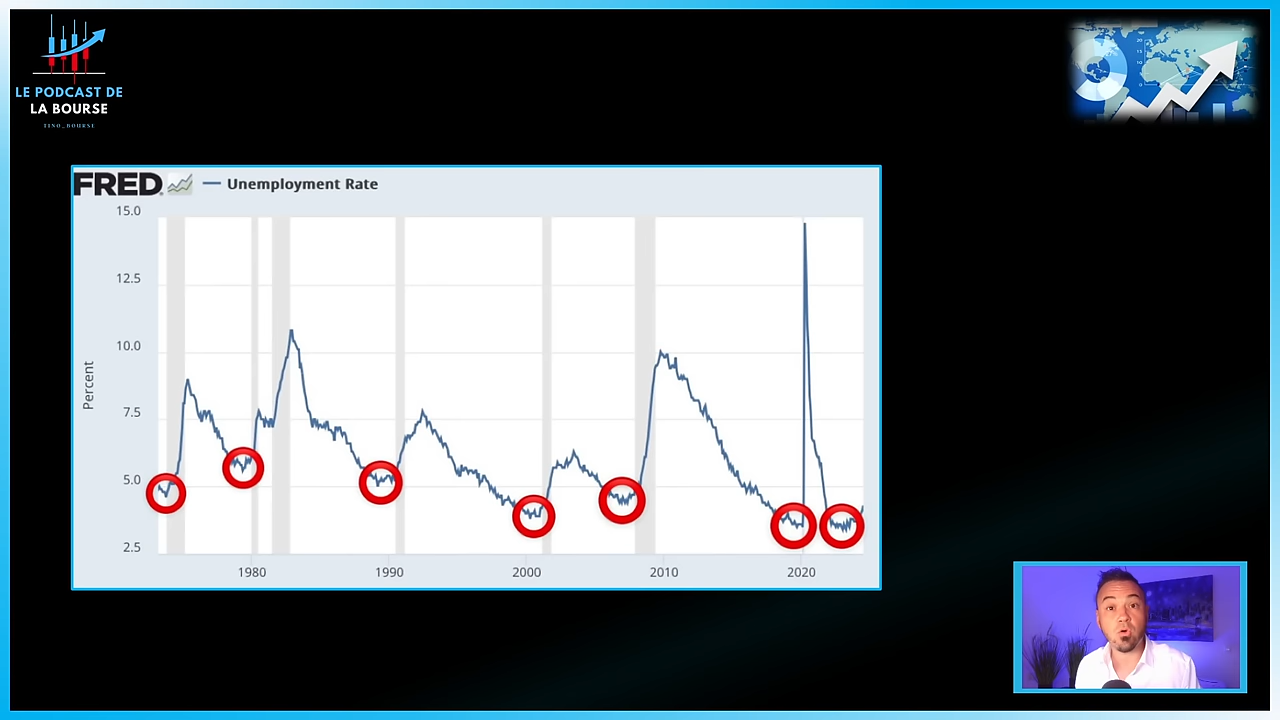 LE PODCAST DE
LA BOURSE
TINO_BOURSE
FRED
Unemployment Rate
15.0
12.5
10.0
7.5
5.0
2.5
Percent
1980
1990
2000
2010
2020